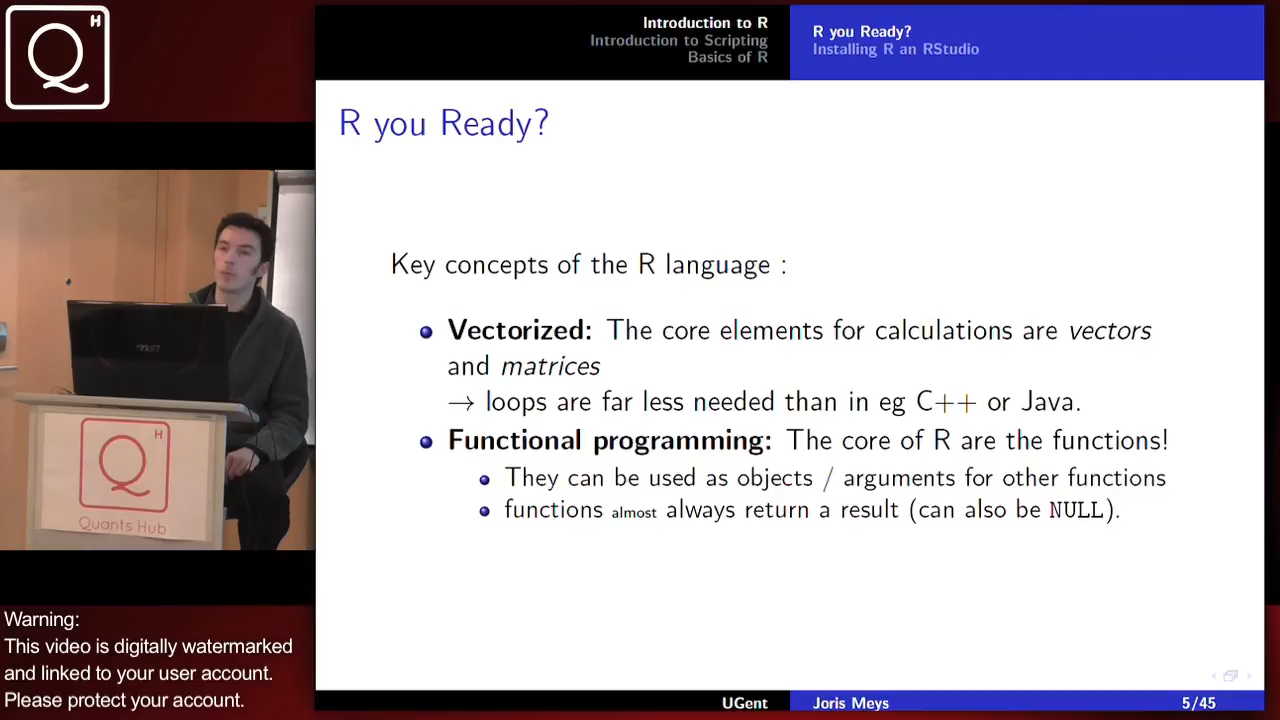 Q H
Introduction to R
Introduction to Scripting
Basics of R
R you Ready?
Installing R an RStudio
R you Ready?
Key concepts of the R language :
Vectorized: The core elements for calculations are vectors
and matrices
→ loops are far less needed than in eg C++ or Java.
Functional programming: The core of R are the functions!
They can be used as objects / arguments for other functions
functions almost always return a result (can also be NULL).
msi
Q H
Quants Hub
Warning:
This video is digitally watermarked
and linked to your user account.
Please protect your account.
UGent
Joris Meys
5/45